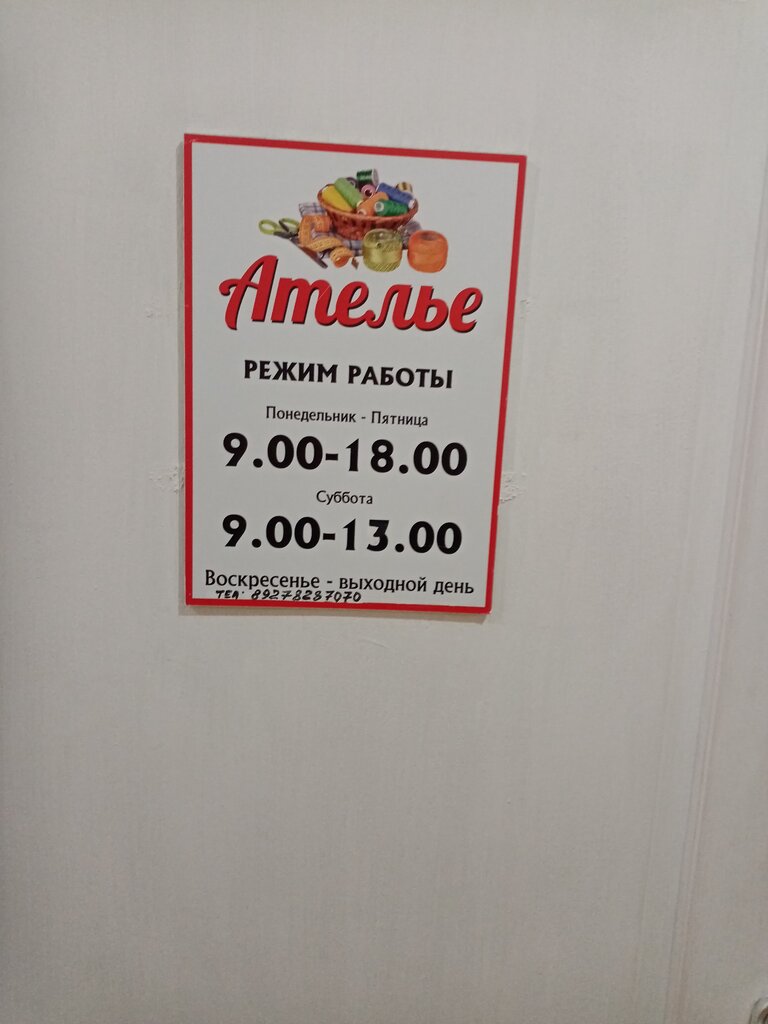 Ателье
РЕЖИМ РАБОТЫ
Понедельник - Пятница
9.00-18.00
Суббота
9.00-13.00
Воскресенье - выходной день
ТЕЛ: 89278237070